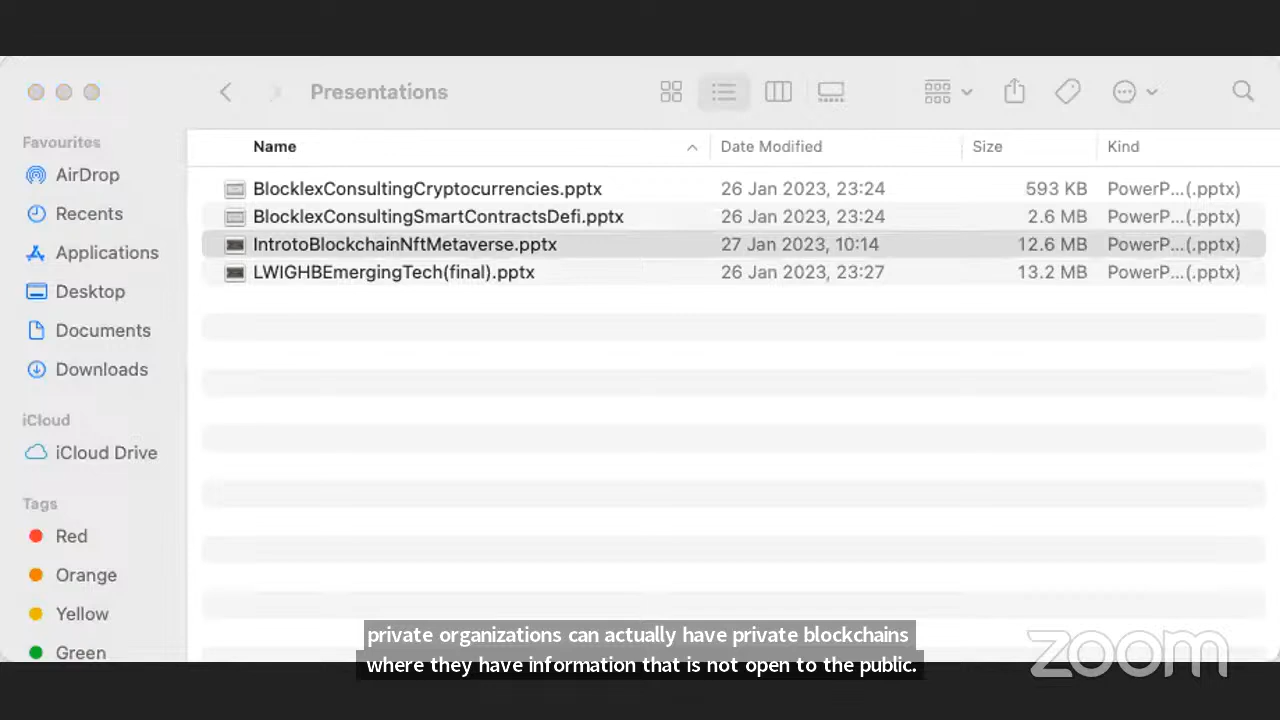 Presentations
Favourites
AirDrop
Recents
Applications
Desktop
Documents
Downloads
iCloud
iCloud Drive
Tags
Red
Orange
Yellow
Green
Name Date Modified Size Kind
BlocklexConsultingCryptocurrencies.pptx 26 Jan 2023, 23:24 593 KB PowerP...(.pptx)
BlocklexConsultingSmartContractsDefi.pptx 26 Jan 2023, 23:24 2.6 MB PowerP...(.pptx)
IntrotoBlockchainNftMetaverse.pptx 27 Jan 2023, 10:14 12.6 MB PowerP...(.pptx)
LWIGHBEmergingTech(final).pptx 26 Jan 2023, 23:27 13.2 MB PowerP...(.pptx)
private organizations can actually have private blockchains
where they have information that is not open to the public.
zoom